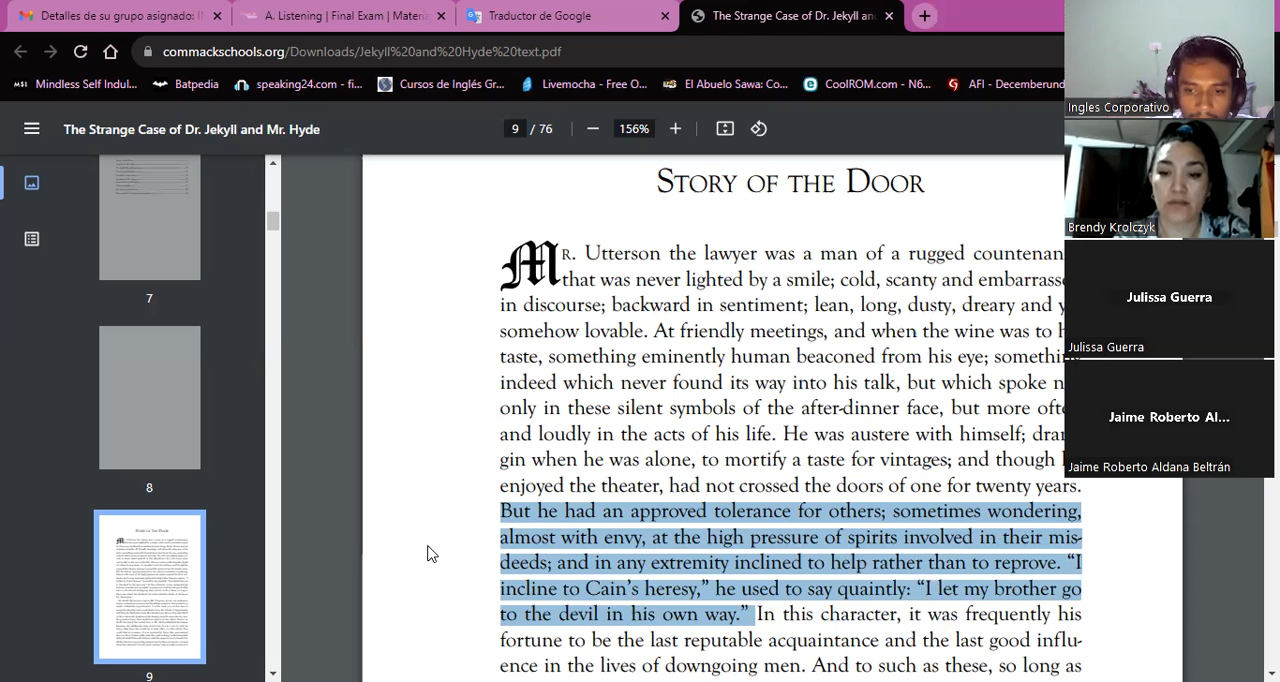 Detalles de su grupo asignado: I
A. Listening | Final Exam | Materi
Traductor de Google
The Strange Case of Dr. Jekyll and
commackschools.org/Downloads/Jekyll%20and%20Hyde%20text.pdf
Mindless Self Indul...
Batpedia
speaking24.com - fi...
Cursos de Inglés Gr...
Livemocha - Free O...
El Abuelo Sawa: Co...
CoolROM.com - N6...
AFI - Decemberund
The Strange Case of Dr. Jekyll and Mr. Hyde
9 / 76
156%
7
8
9
STORY OF THE DOOR
MR. Utterson the lawyer was a man of a rugged countenan
that was never lighted by a smile; cold, scanty and embarrasse
in discourse; backward in sentiment; lean, long, dusty, dreary and y
somehow lovable. At friendly meetings, and when the wine was to h
taste, something eminently human beaconed from his eye; somethin
indeed which never found its way into his talk, but which spoke n
only in these silent symbols of the after-dinner face, but more oft
and loudly in the acts of his life. He was austere with himself; dran
gin when he was alone, to mortify a taste for vintages; and though
enjoyed the theater, had not crossed the doors of one for twenty years.
But he had an approved tolerance for others; sometimes wondering,
almost with envy, at the high pressure of spirits involved in their mis-
deeds; and in any extremity inclined to help rather than to reprove. “I
incline to Cain’s heresy,” he used to say quaintly: “I let my brother go
to the devil in his own way.” In this character, it was frequently his
fortune to be the last reputable acquaintance and the last good influ-
ence in the lives of downgoing men. And to such as these, so long as
Ingles Corporativo
Brendy Krolczyk
Julissa Guerra
Julissa Guerra
Jaime Roberto Al...
Jaime Roberto Aldana Beltrán